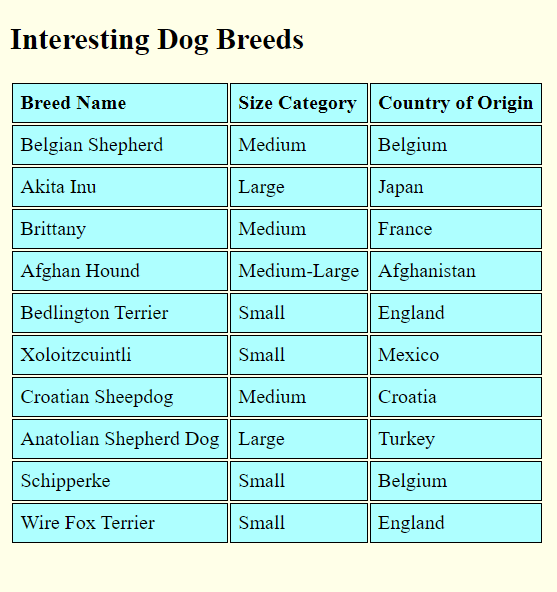 Interesting Dog Breeds
Breed Name Size Category Country of Origin
Belgian Shepherd Medium Belgium
Akita Inu Large Japan
Brittany Medium France
Afghan Hound Medium-Large Afghanistan
Bedlington Terrier Small England
Xoloitzcuintli Small Mexico
Croatian Sheepdog Medium Croatia
Anatolian Shepherd Dog Large Turkey
Schipperke Small Belgium
Wire Fox Terrier Small England